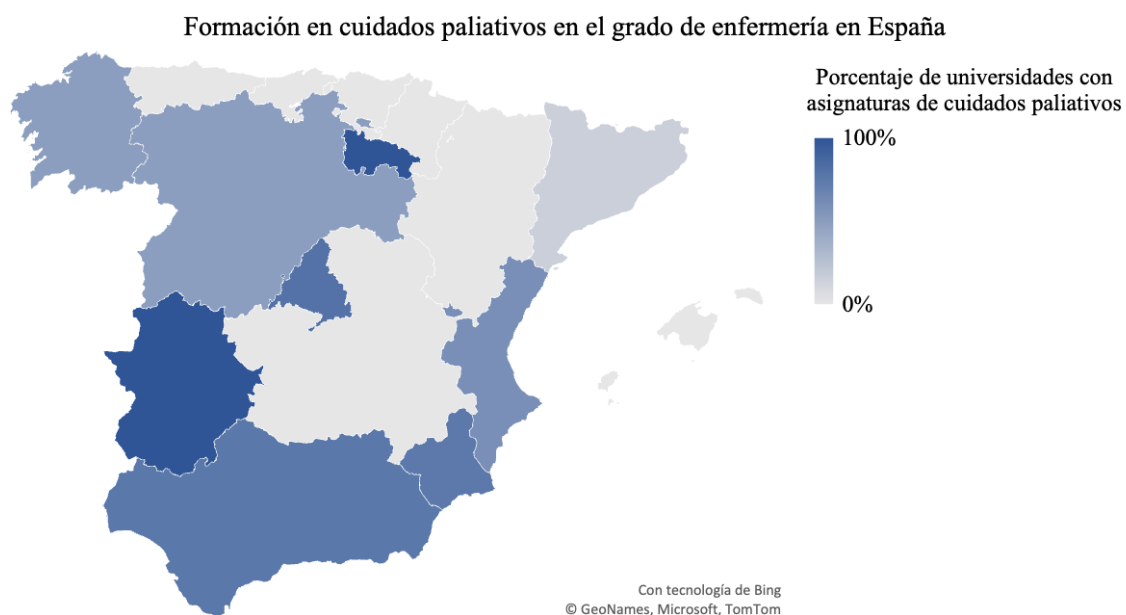 Formación en cuidados paliativos en el grado de enfermería en España
Porcentaje de universidades con
asignaturas de cuidados paliativos
100%
0%
Con tecnología de Bing
© GeoNames, Microsoft, TomTom